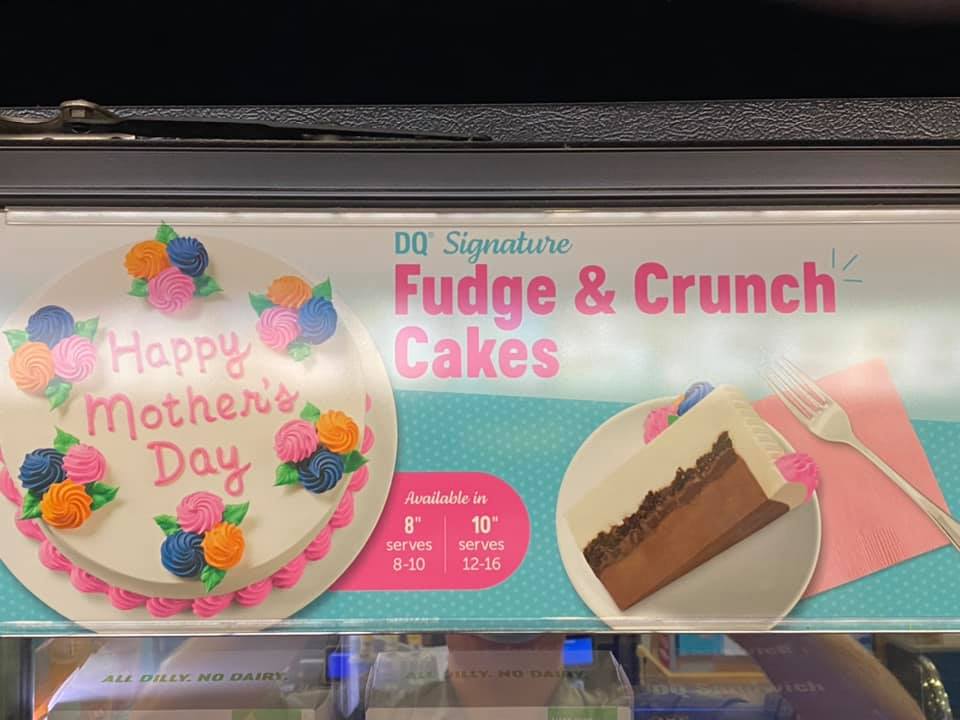 Happy
Mother's
Day
DQ® Signature
Fudge & Crunch
Cakes
Available in
8"
serves
8-10
10"
serves
12-16
ALL DILLY. NO DAIRY.
ALL DILLY. NO DAIRY.